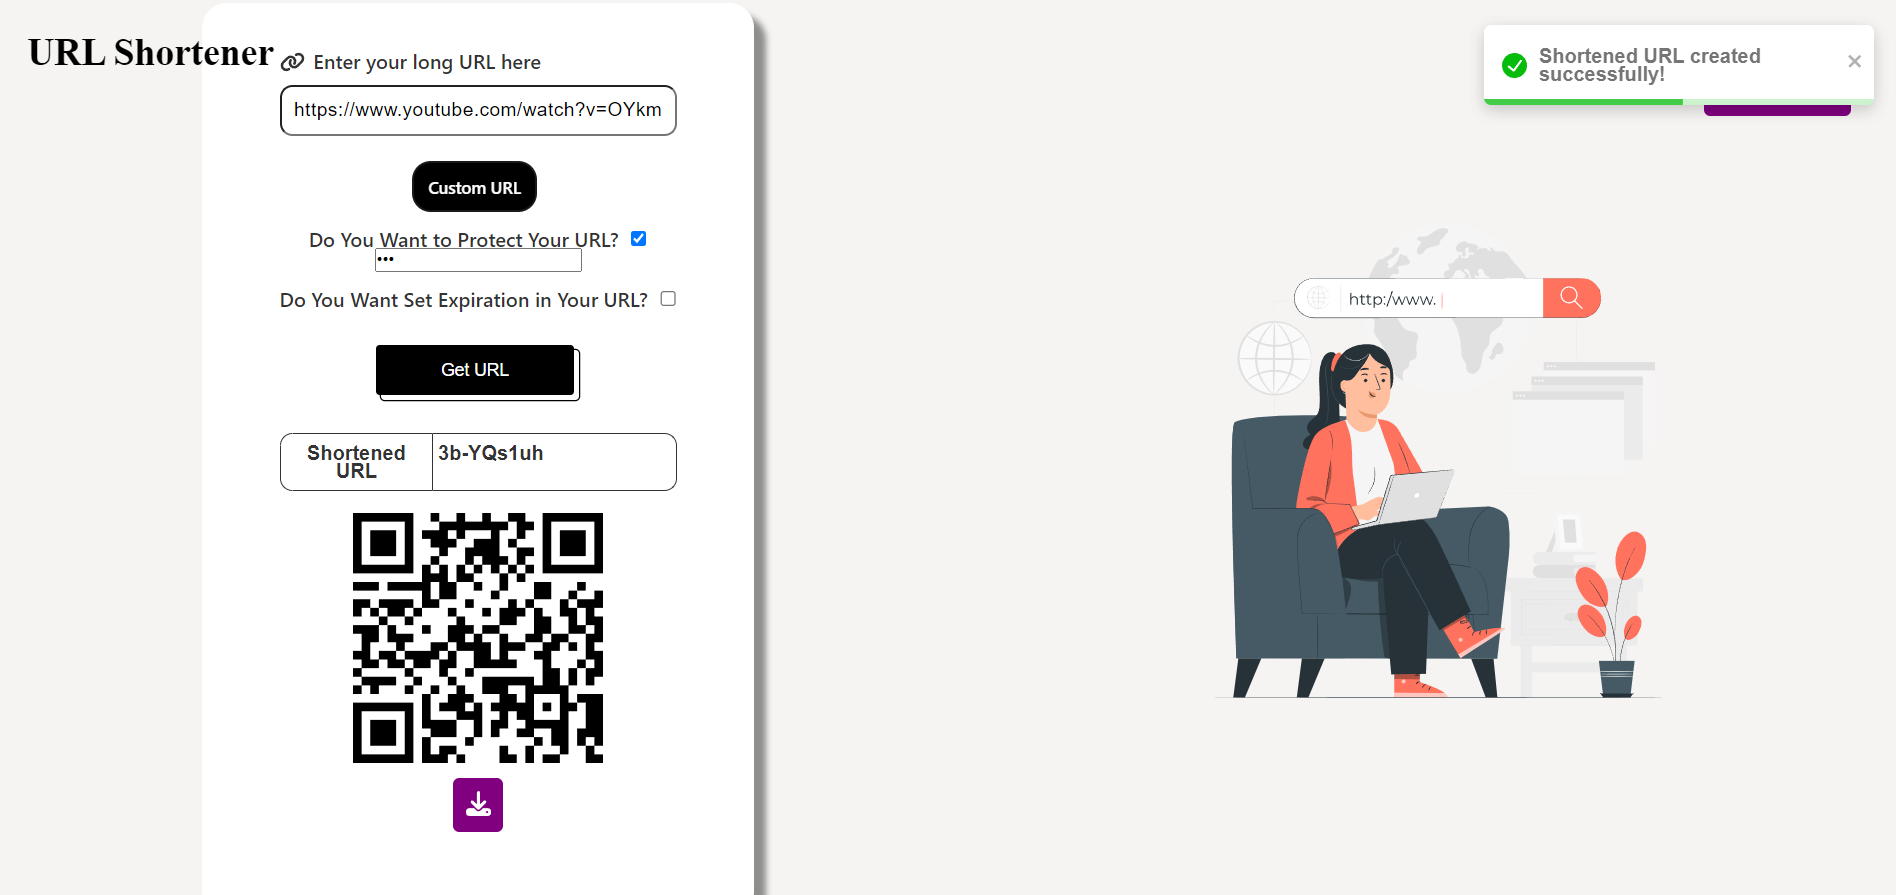 URL Shortener
Enter your long URL here
https://www.youtube.com/watch?v=OYkm
Custom URL
Do You Want to Protect Your URL?
•••
Do You Want Set Expiration in Your URL?
Get URL
Shortened
URL
3b-YQs1uh
Shortened URL created
successfully!
×
http:/www.